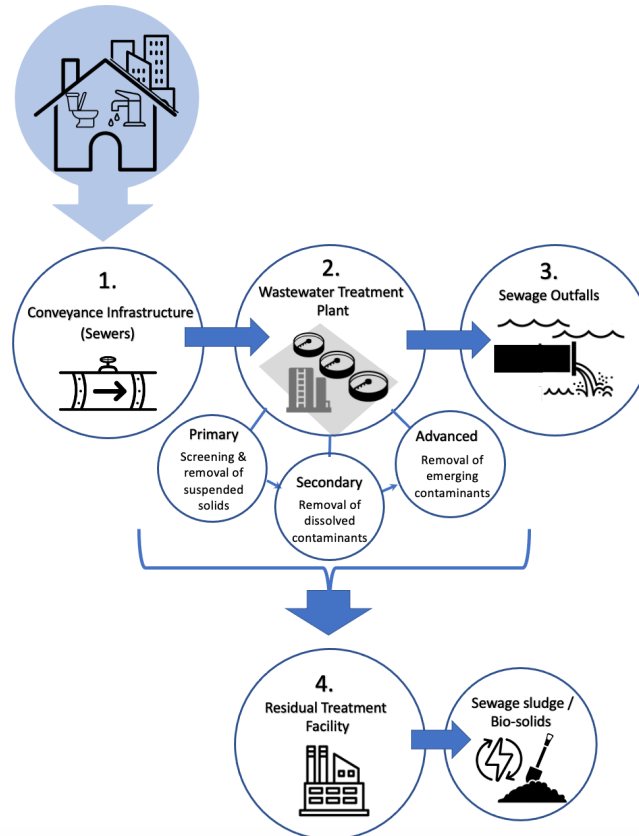 1.
Conveyance Infrastructure
(Sewers)
2.
Wastewater Treatment
Plant
3.
Sewage Outfalls
Primary
Screening &
removal of
suspended
solids
Secondary
Removal of
dissolved
contaminants
Advanced
Removal of
emerging
contaminants
4.
Residual Treatment
Facility
Sewage sludge /
Bio-solids